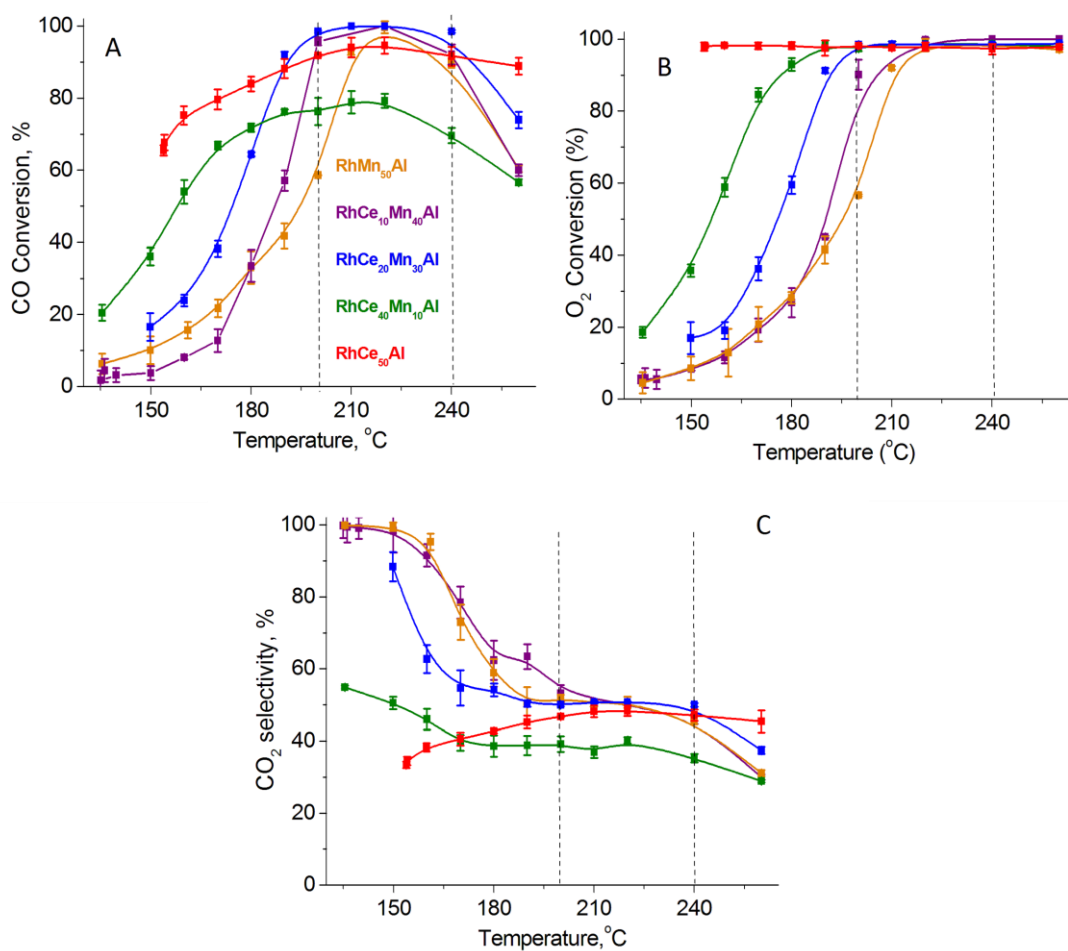 A
CO Conversion, %
100
80
60
40
20
0
150 180 210 240
Temperature, °C
RhMn₅₀Al
RhCe₁₀Mn₄₀Al
RhCe₂₀Mn₃₀Al
RhCe₄₀Mn₁₀Al
RhCe₅₀Al
B
O₂ Conversion (%)
100
80
60
40
20
0
150 180 210 240
Temperature (°C)
C
CO₂ selectivity, %
100
80
60
40
20
0
150 180 210 240
Temperature,°C